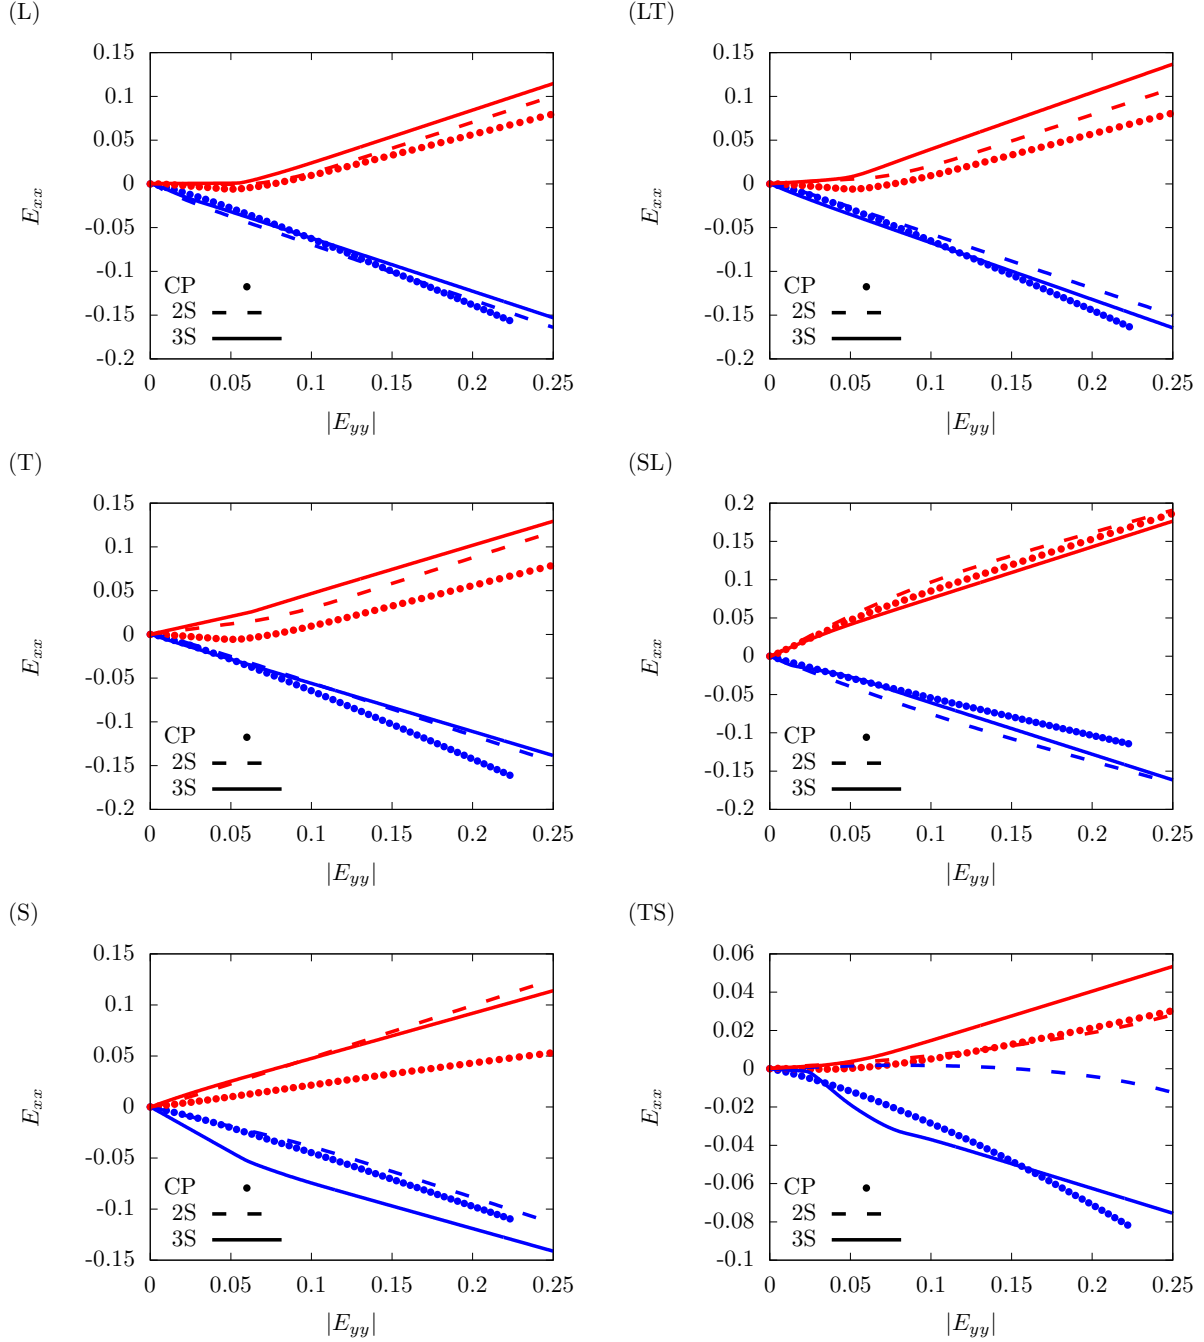 (L)
0.15
0.1
0.05
0
-0.05
-0.1
-0.15
-0.2
E_{xx}
CP
2S
3S
0 0.05 0.1 0.15 0.2 0.25
|E_{yy}|
(LT)
0.15
0.1
0.05
0
-0.05
-0.1
-0.15
-0.2
E_{xx}
CP
2S
3S
0 0.05 0.1 0.15 0.2 0.25
|E_{yy}|
(T)
0.15
0.1
0.05
0
-0.05
-0.1
-0.15
-0.2
E_{xx}
CP
2S
3S
0 0.05 0.1 0.15 0.2 0.25
|E_{yy}|
(SL)
0.2
0.15
0.1
0.05
0
-0.05
-0.1
-0.15
-0.2
E_{xx}
CP
2S
3S
0 0.05 0.1 0.15 0.2 0.25
|E_{yy}|
(S)
0.15
0.1
0.05
0
-0.05
-0.1
-0.15
E_{xx}
CP
2S
3S
0 0.05 0.1 0.15 0.2 0.25
|E_{yy}|
(TS)
0.06
0.04
0.02
0
-0.02
-0.04
-0.06
-0.08
-0.1
E_{xx}
CP
2S
3S
0 0.05 0.1 0.15 0.2 0.25
|E_{yy}|